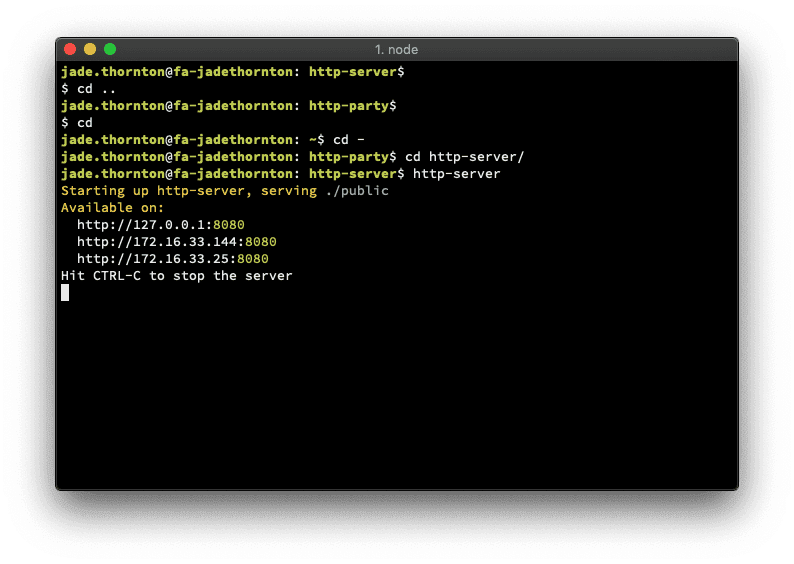 1. node
jade.thornton@fa-jadethornton: http-server$
$ cd ..
jade.thornton@fa-jadethornton: http-party$
$ cd
jade.thornton@fa-jadethornton: ~$ cd -
jade.thornton@fa-jadethornton: http-party$ cd http-server/
jade.thornton@fa-jadethornton: http-server$ http-server
Starting up http-server, serving ./public
Available on:
  http://127.0.0.1:8080
  http://172.16.33.144:8080
  http://172.16.33.25:8080
Hit CTRL-C to stop the server